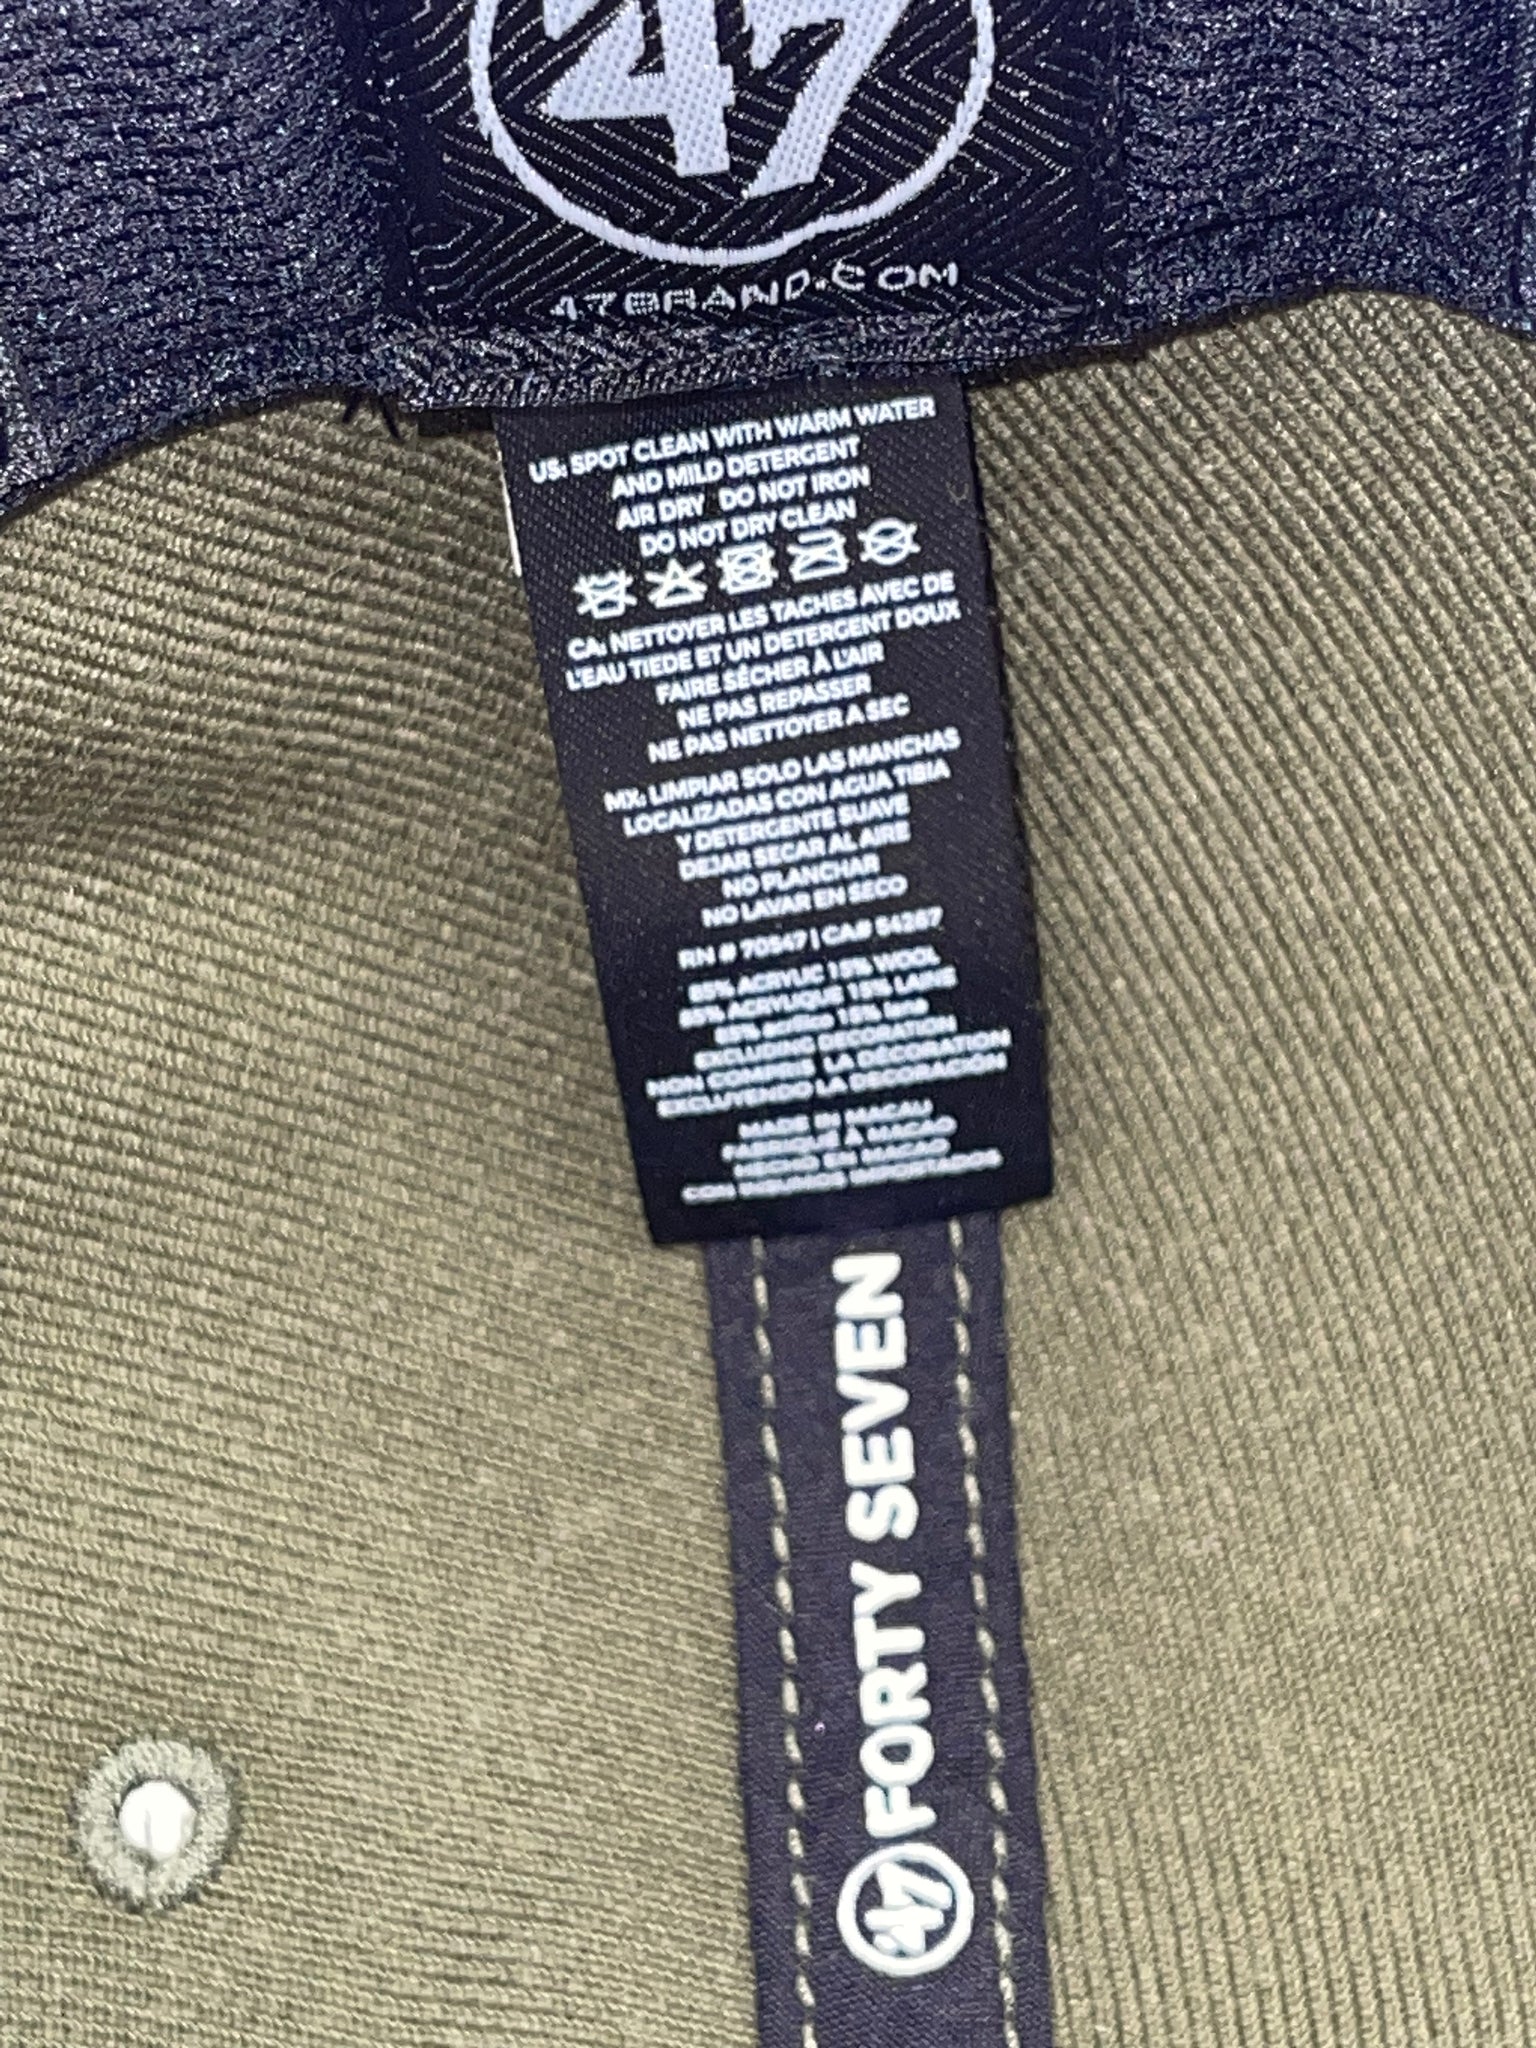 47
47BRAND.COM
US: SPOT CLEAN WITH WARM WATER
AND MILD DETERGENT
AIR DRY DO NOT IRON
DO NOT DRY CLEAN
CA: NETTOYER LES TACHES AVEC DE
L'EAU TIEDE ET UN DETERGENT DOUX
FAIRE SÉCHER À L'AIR
NE PAS REPASSER
NE PAS NETTOYER A SEC
MX: LIMPIAR SOLO LAS MANCHAS
LOCALIZADAS CON AGUA TIBIA
Y DETERGENTE SUAVE
DEJAR SECAR AL AIRE
NO PLANCHAR
NO LAVAR EN SECO
RN # 70547 | CA# 54267
85% ACRYLIC 15% WOOL
85% ACRYLIQUE 15% LAINE
85% 15% lana
EXCLUDING DECORATION
NON COMPRIS LA DÉCORATION
EXCLUYENDO LA DECORACIÓN
MADE IN MACAU
FABRIQUÉ À MACAO
HECHO EN MACAO
CON INSUMOS IMPORTADOS
'47 FORTY SEVEN